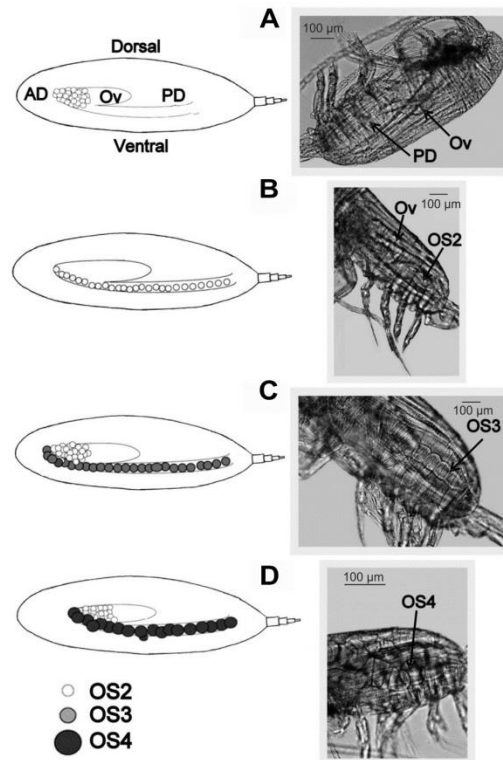 A
Dorsal
AD
Ov
PD
Ventral
100 µm
Ov
PD
B
100 µm
Ov
OS2
C
100 µm
OS3
D
100 µm
OS4
OS2
OS3
OS4